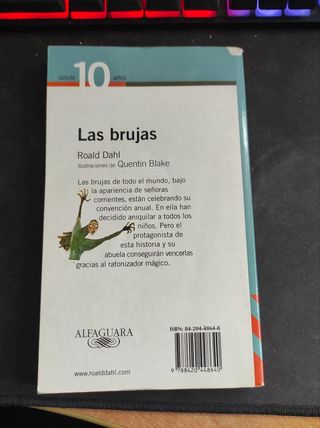 desde 10 años
Las brujas
Roald Dahl
Ilustraciones de Quentin Blake
Las brujas de todo el mundo, bajo
la apariencia de señoras
corrientes, están celebrando su
convención anual. En ella han
decidido aniquilar a todos los
niños. Pero el
protagonista de
esta historia y su
abuela conseguirán vencerlas
gracias al ratonizador mágico.
ISBN: 84-204-4864-8
ALFAGUARA
www.roalddahl.com
9 788420 448640